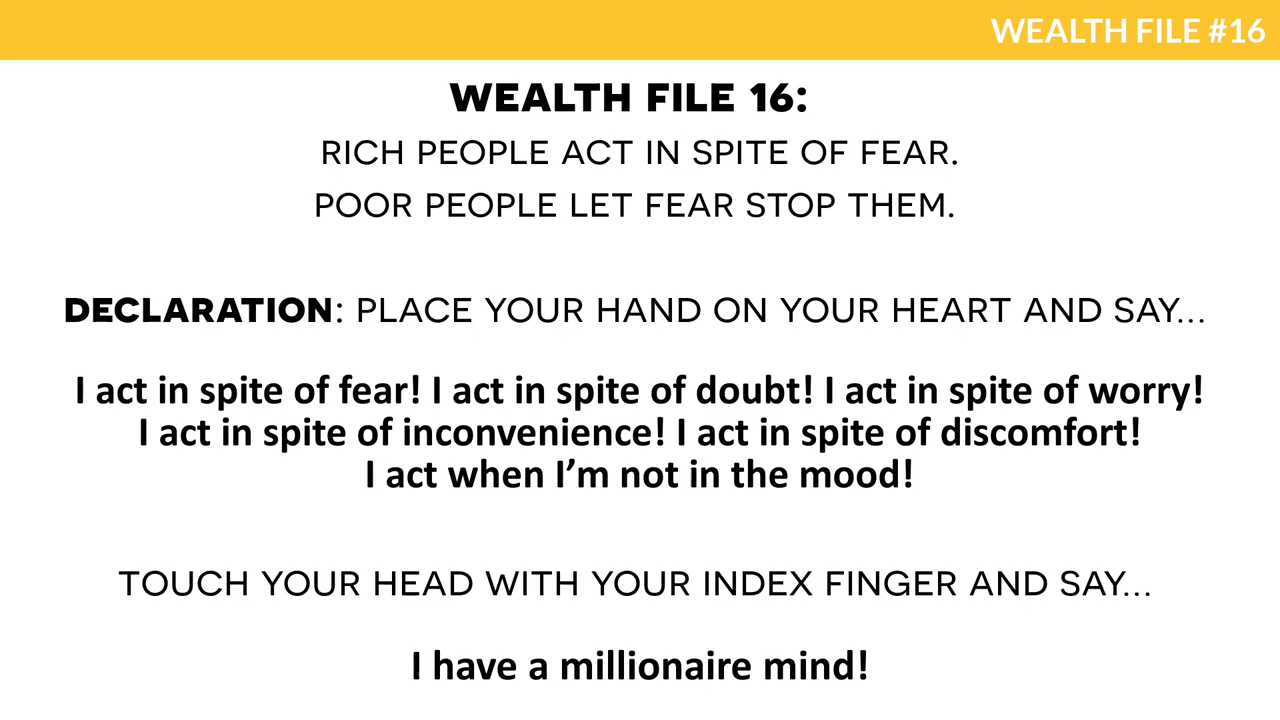 WEALTH FILE #16
WEALTH FILE 16:
RICH PEOPLE ACT IN SPITE OF FEAR.
POOR PEOPLE LET FEAR STOP THEM.
DECLARATION: PLACE YOUR HAND ON YOUR HEART AND SAY...
I act in spite of fear! I act in spite of doubt! I act in spite of worry!
I act in spite of inconvenience! I act in spite of discomfort!
I act when I’m not in the mood!
TOUCH YOUR HEAD WITH YOUR INDEX FINGER AND SAY...
I have a millionaire mind!